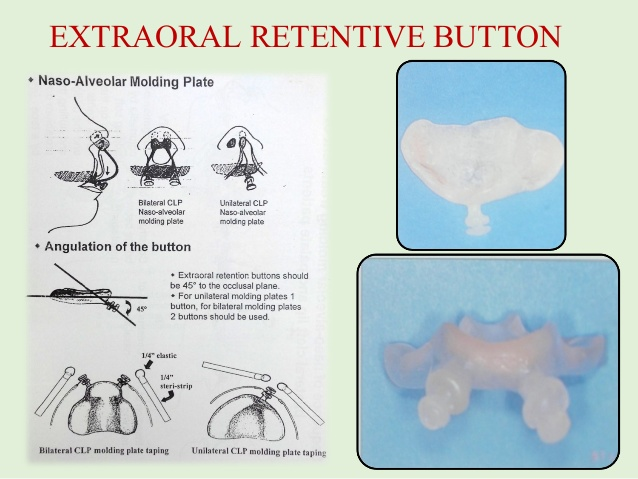 EXTRAORAL RETENTIVE BUTTON
Naso-Alveolar Molding Plate
Bilateral CLP
Naso-alveolar
molding plate
Unilateral CLP
Naso-alveolar
molding plate
Angulation of the button
Extraoral retention buttons should
be 45° to the occlusal plane.
For unilateral molding plates 1
button, for bilateral molding plates
2 buttons should be used.
45°
1/4" elastic
1/4"
steri-strip
Bilateral CLP molding plate taping
Unilateral CLP molding plate taping